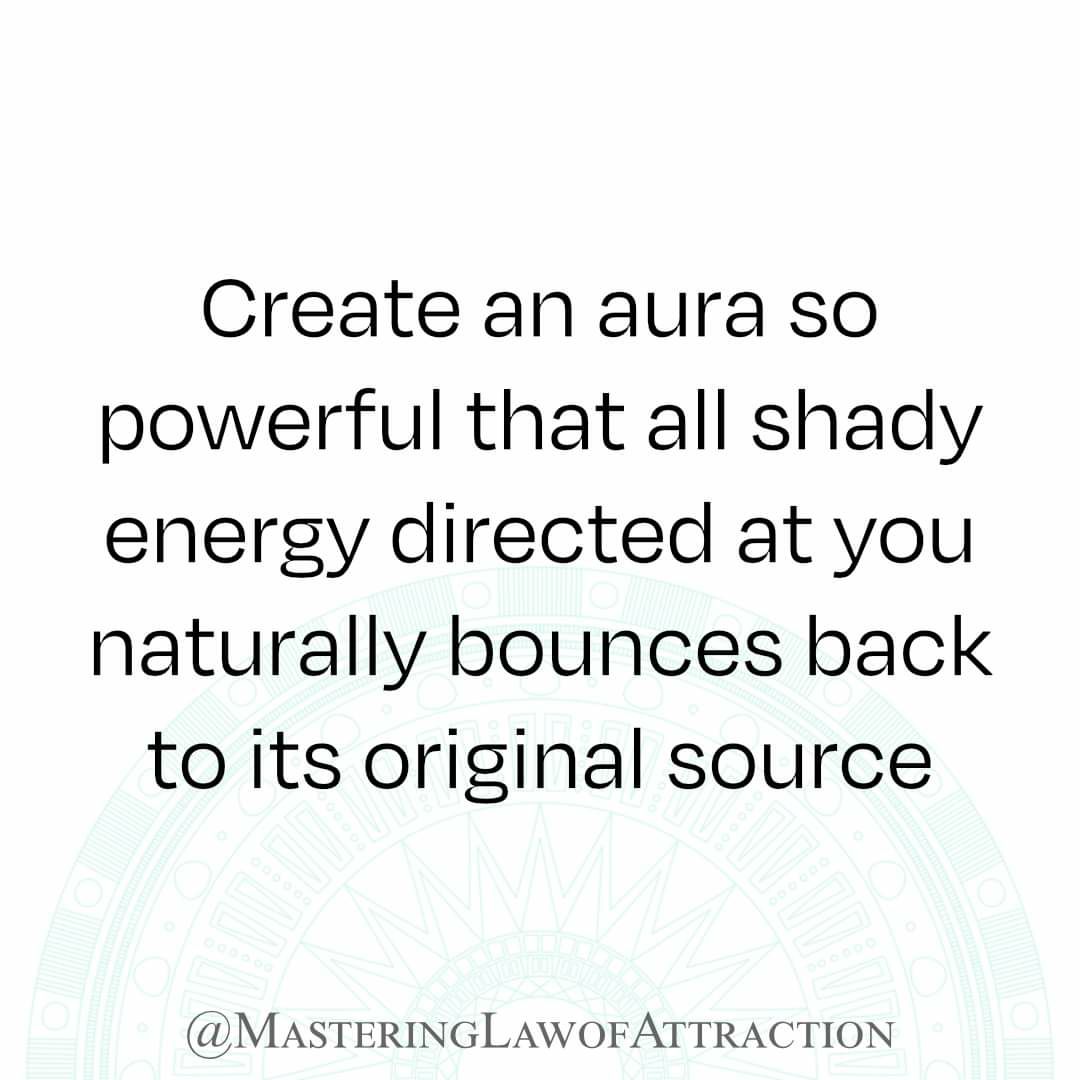 Create an aura so
powerful that all shady
energy directed at you
naturally bounces back
to its original source
@MasteringLawofAttraction